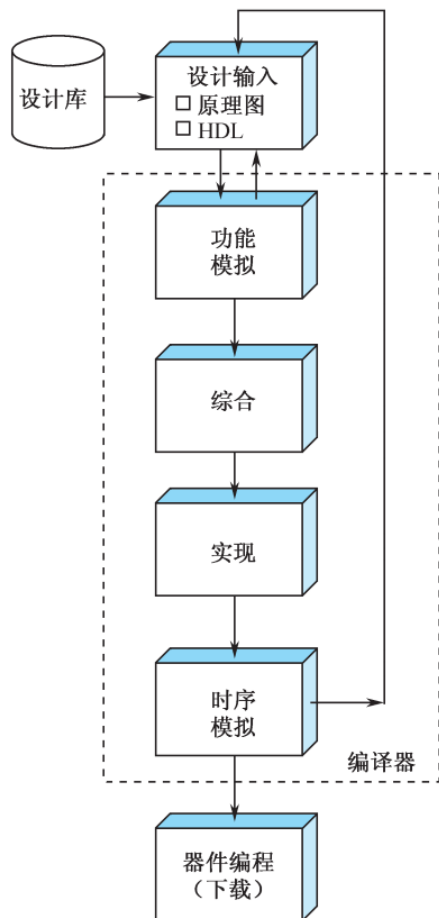 设计库
设计输入
□ 原理图
□ HDL
功能
模拟
综合
实现
时序
模拟
编译器
器件编程
（下载）